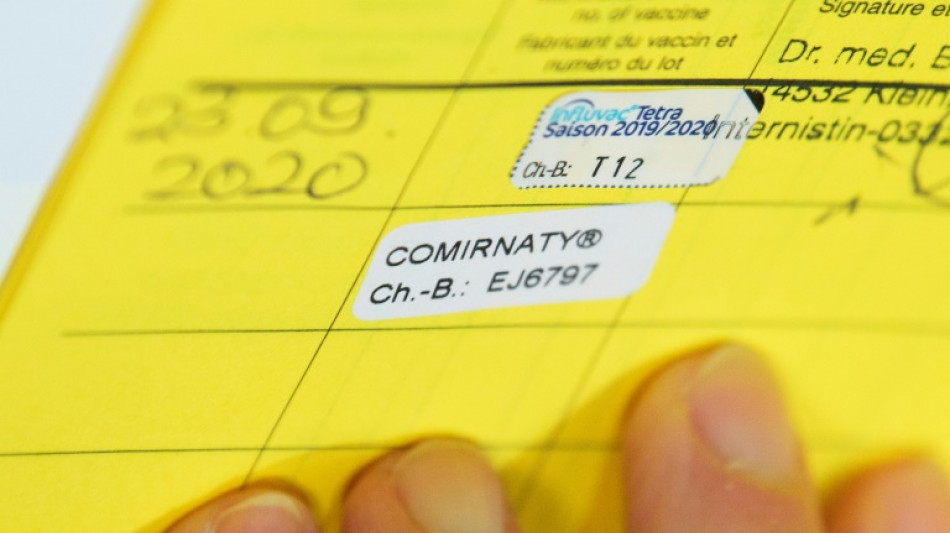 no. of vaccine
Fabricant du vaccin et
numéro du lot
Signature et
Dr. med.
14532 Klein
Internistin-033
23 09
2020
Influvac Tetra
Saison 2019/2020
Ch.-B.: T12
COMIRNATY®
Ch.-B.: EJ6797